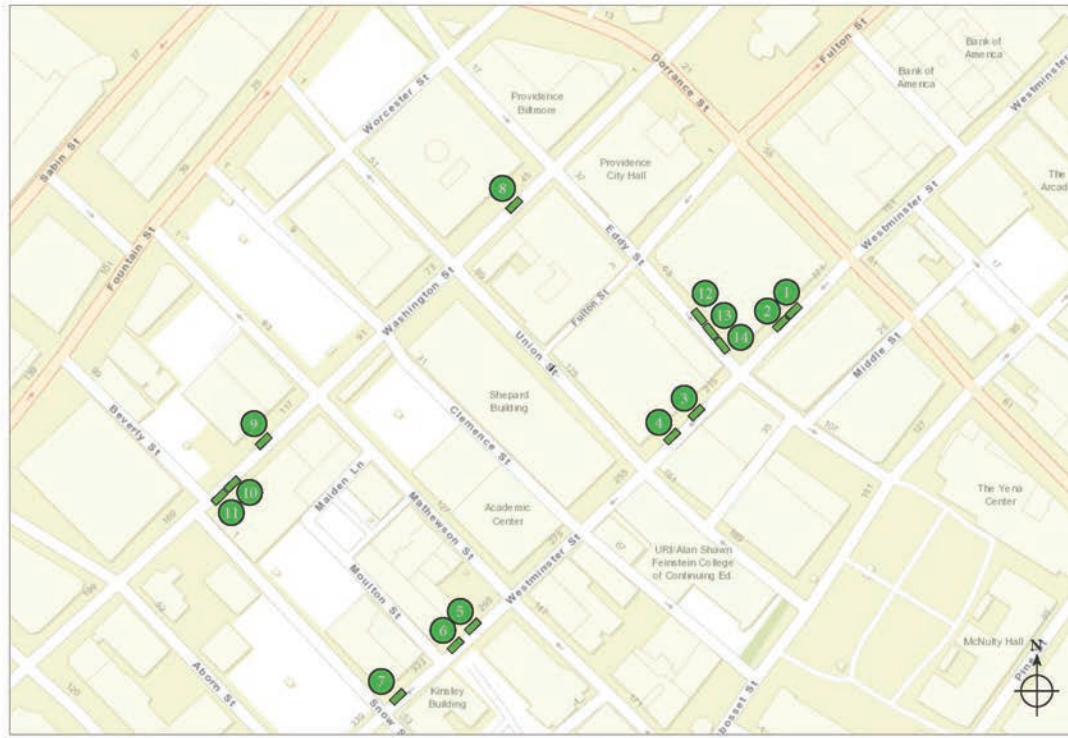 Sabin St
Fountain St
Worcester St
Providence
Biltmore
Dorrance St
Fulton St
Bank of
America
Bank of
America
Westminster
Providence
City Hall
The
Arcad
Westminster St
Eddy St
Fulton St
Washington St
Union St
Middle St
Shepard
Building
Clemence St
Beverly St
Maiden Ln
Mathewson St
Academic
Center
Westminster St
Moulton St
URI/Alan Shawn
Feinstein College
of Continuing Ed.
The Yena
Center
McNulty Hall
Aborn St
Snow S
Kinsley
Building
bosset St
Pine
N
1
2
3
4
5
6
7
8
9
10
11
12
13
14